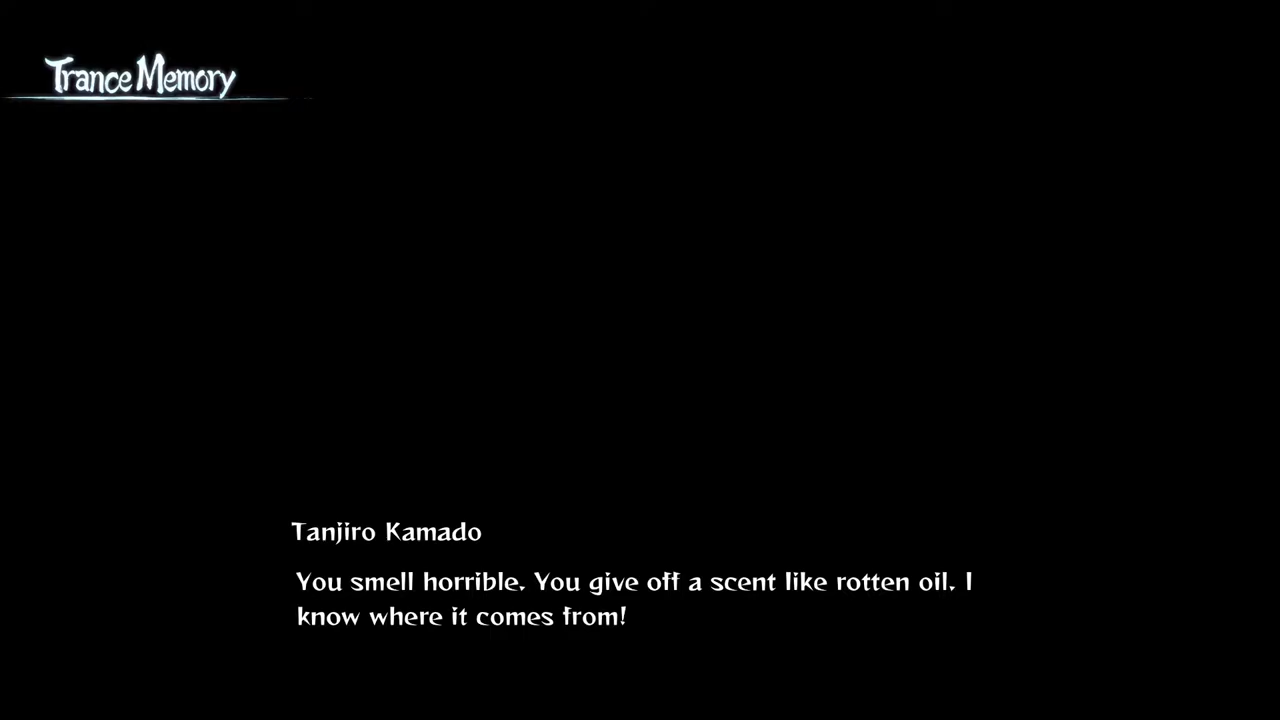 Trance Memory
Tanjiro Kamado
You smell horrible. You give off a scent like rotten oil. I
know where it comes from!